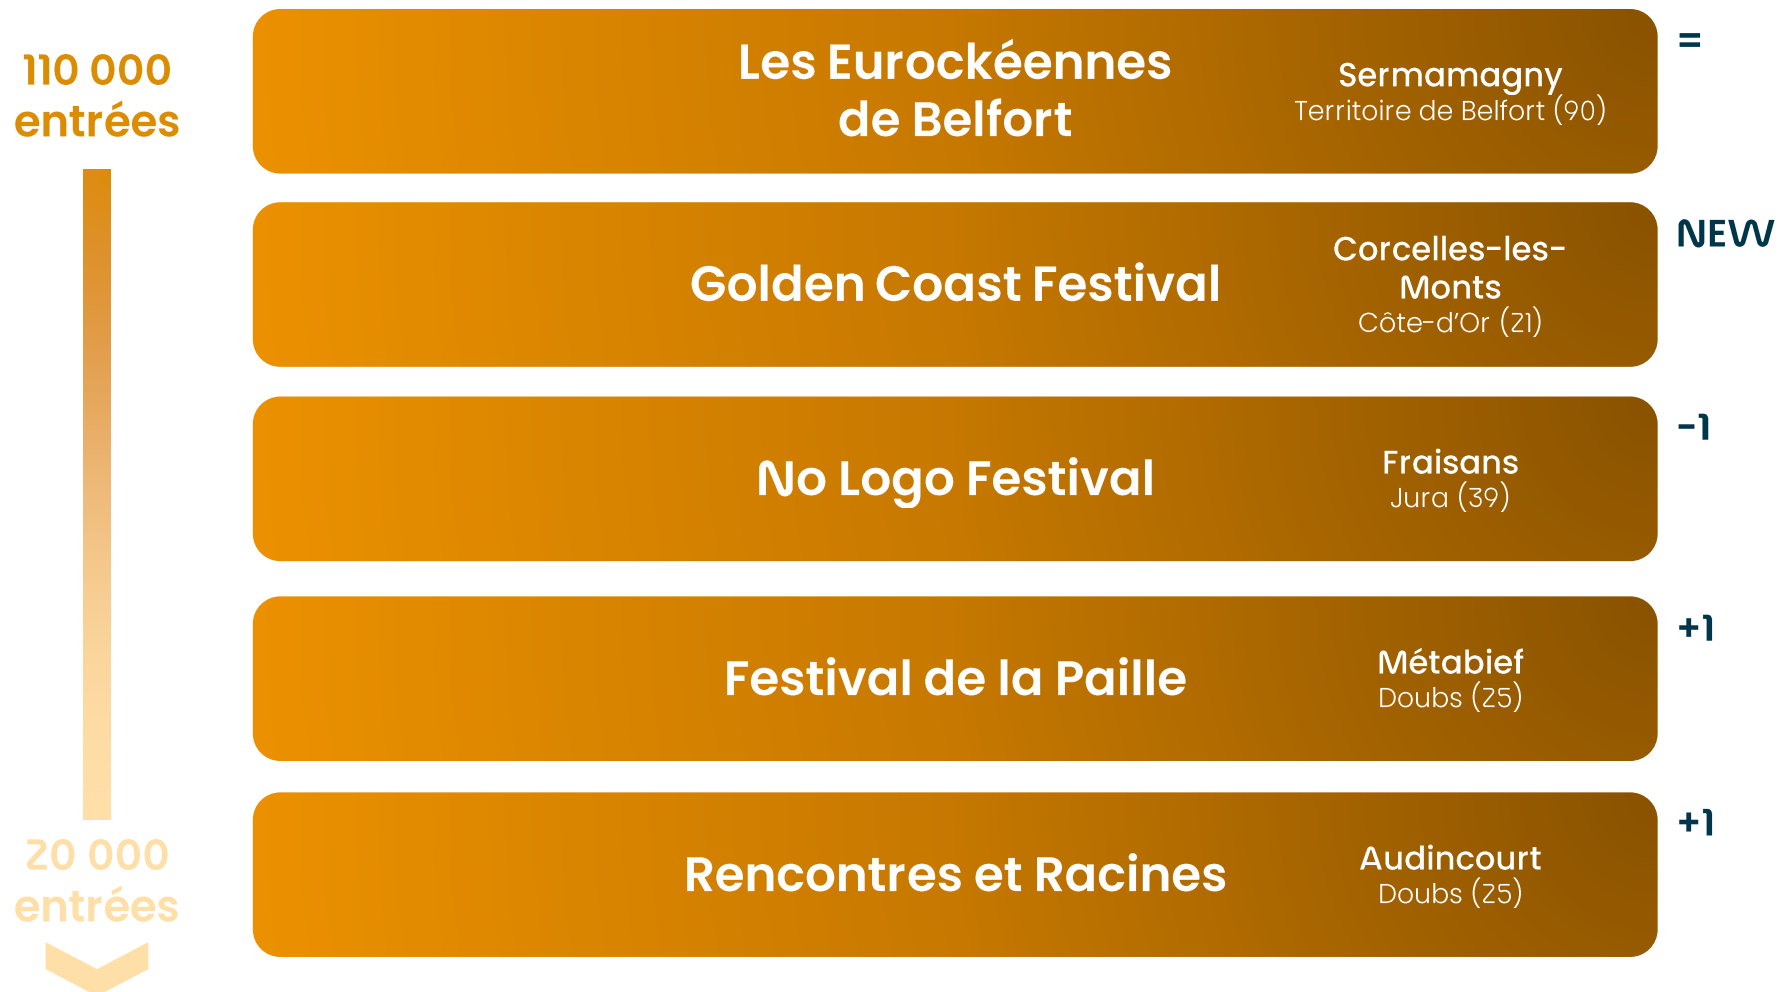 110 000
entrées
Les Eurockéennes
de Belfort
Sermamagny
Territoire de Belfort (90)
=
Golden Coast Festival
Corcelles-les-
Monts
Côte-d'Or (21)
NEW
No Logo Festival
Fraisans
Jura (39)
-1
Festival de la Paille
Métabief
Doubs (25)
+1
Rencontres et Racines
Audincourt
Doubs (25)
+1
20 000
entrées